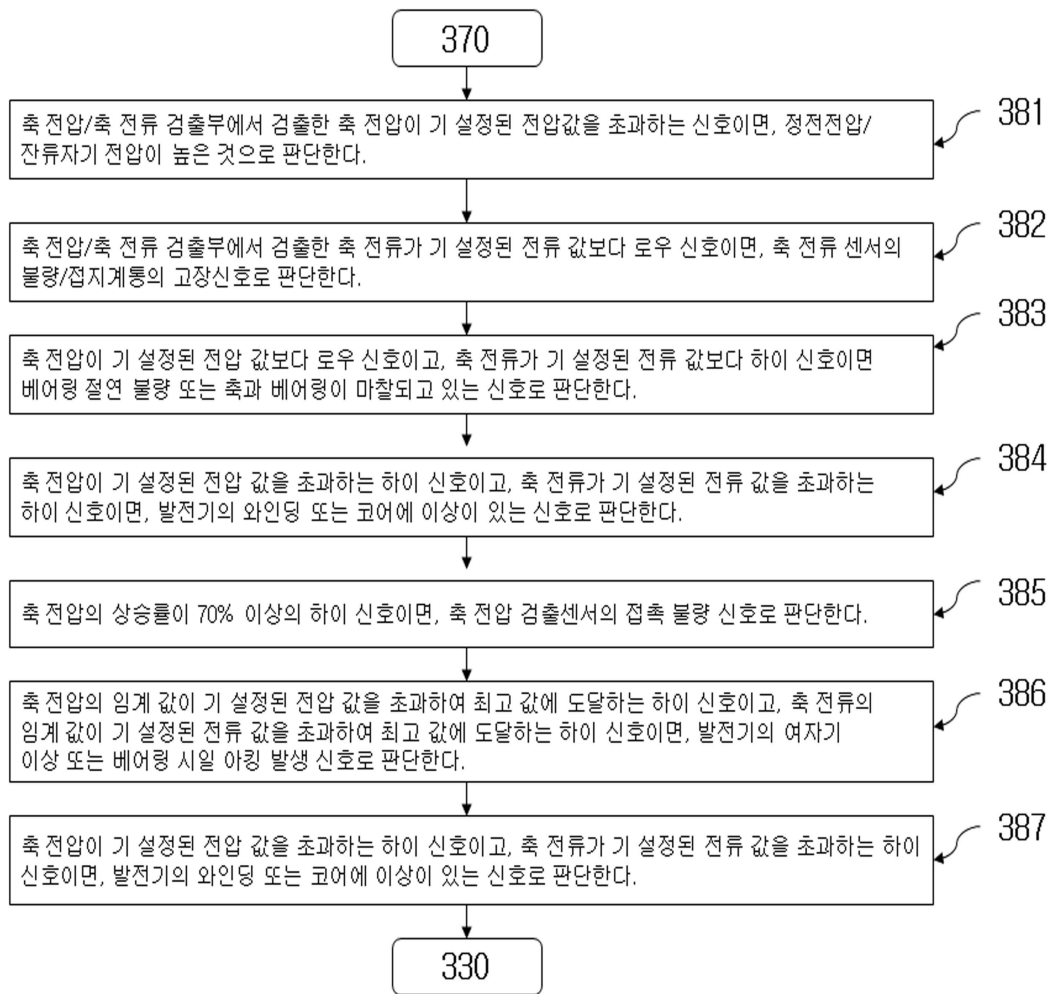 370
381
축 전압/축 전류 검출부에서 검출한 축 전압이 기 설정된 전압값을 초과하는 신호이면, 정전전압/
잔류자기 전압이 높은 것으로 판단한다.
382
축 전압/축 전류 검출부에서 검출한 축 전류가 기 설정된 전류 값보다 로우 신호이면, 축 전류 센서의
불량/접지계통의 고장신호로 판단한다.
383
축 전압이 기 설정된 전압 값보다 로우 신호이고, 축 전류가 기 설정된 전류 값보다 하이 신호이면
베어링 절연 불량 또는 축과 베어링이 마찰되고 있는 신호로 판단한다.
384
축 전압이 기 설정된 전압 값을 초과하는 하이 신호이고, 축 전류가 기 설정된 전류 값을 초과하는
하이 신호이면, 발전기의 와인딩 또는 코어에 이상이 있는 신호로 판단한다.
385
축 전압의 상승률이 70% 이상의 하이 신호이면, 축 전압 검출센서의 접촉 불량 신호로 판단한다.
386
축 전압의 임계 값이 기 설정된 전압 값을 초과하여 최고 값에 도달하는 하이 신호이고, 축 전류의
임계 값이 기 설정된 전류 값을 초과하여 최고 값에 도달하는 하이 신호이면, 발전기의 여자기
이상 또는 베어링 시일 아킹 발생 신호로 판단한다.
387
축 전압이 기 설정된 전압 값을 초과하는 하이 신호이고, 축 전류가 기 설정된 전류 값을 초과하는 하이
신호이면, 발전기의 와인딩 또는 코어에 이상이 있는 신호로 판단한다.
330